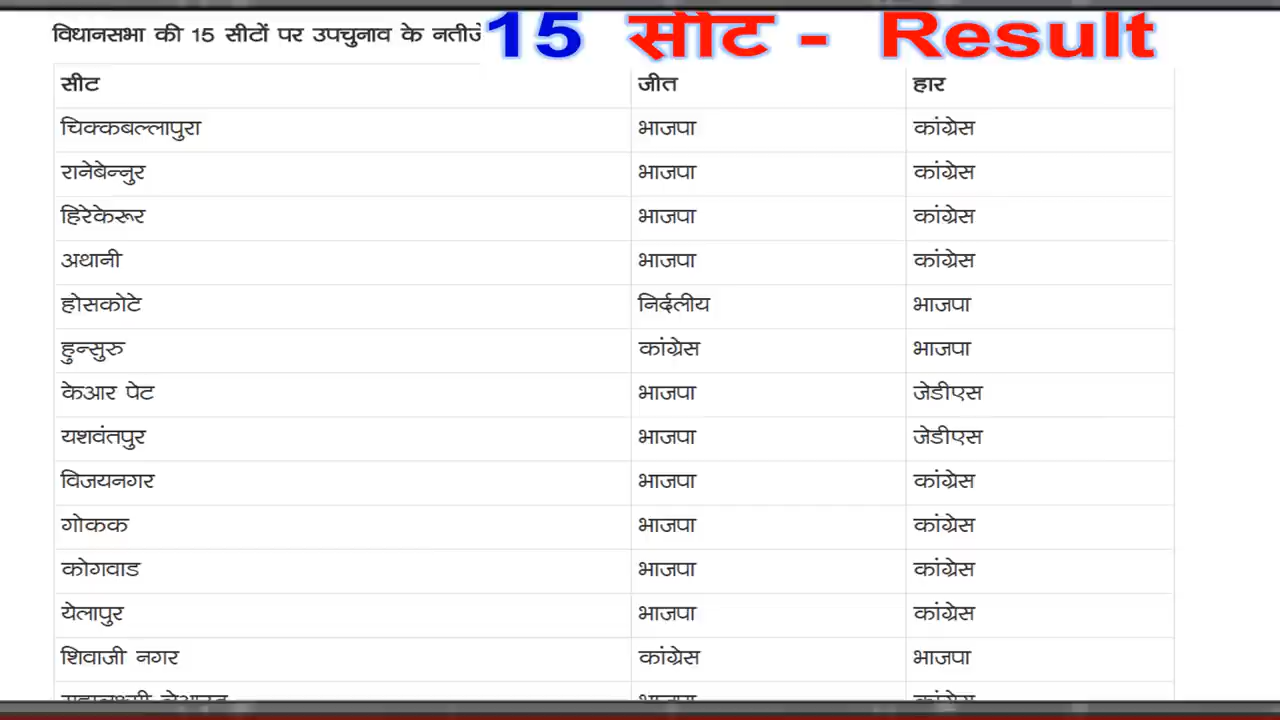 विधानसभा की 15 सीटों पर उपचुनाव के
15 सीट - Result
सीट जीत हार
चिक्कबल्लापुरा भाजपा कांग्रेस
रानेबेन्नुर भाजपा कांग्रेस
हिरेकेरूर भाजपा कांग्रेस
अथानी भाजपा कांग्रेस
होसकोटे निर्दलीय भाजपा
हुन्सुरु कांग्रेस भाजपा
केआर पेट भाजपा जेडीएस
यशवंतपुर भाजपा जेडीएस
विजयनगर भाजपा कांग्रेस
गोकक भाजपा कांग्रेस
कोगवाड भाजपा कांग्रेस
येलापुर भाजपा कांग्रेस
शिवाजी नगर कांग्रेस भाजपा